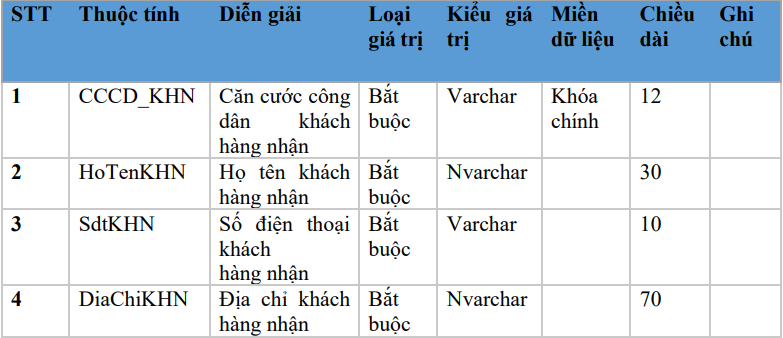 STT Thuộc tính Diễn giải Loại giá trị Kiểu giá trị Miền dữ liệu Chiều dài Ghi chú
1 CCCD_KHN Căn cước công dân khách hàng nhận Bắt buộc Varchar Khóa chính 12
2 HoTenKHN Họ tên khách hàng nhận Bắt buộc Nvarchar 30
3 SdtKHN Số điện thoại khách hàng nhận Bắt buộc Varchar 10
4 DiaChiKHN Địa chỉ khách hàng nhận Bắt buộc Nvarchar 70